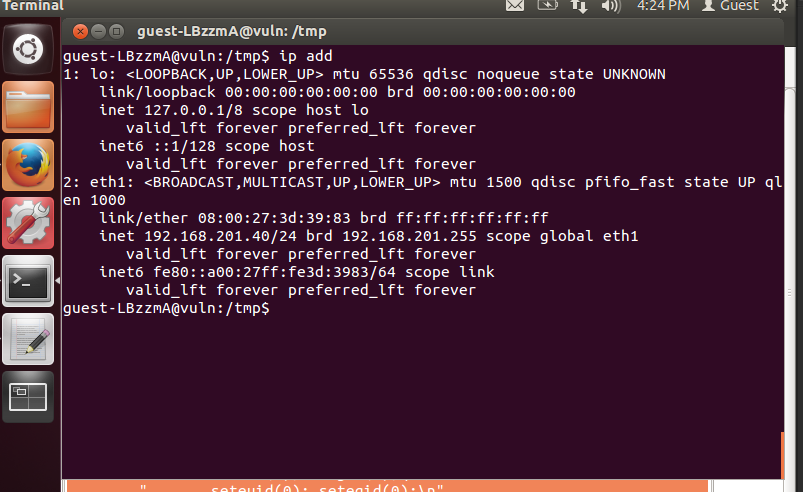 Terminal
4:24 PM
Guest
guest-LBzzmA@vuln: /tmp
guest-LBzzmA@vuln:/tmp$ ip add
1: lo: <LOOPBACK,UP,LOWER_UP> mtu 65536 qdisc noqueue state UNKNOWN
    link/loopback 00:00:00:00:00:00 brd 00:00:00:00:00:00
    inet 127.0.0.1/8 scope host lo
       valid_lft forever preferred_lft forever
    inet6 ::1/128 scope host
       valid_lft forever preferred_lft forever
2: eth1: <BROADCAST,MULTICAST,UP,LOWER_UP> mtu 1500 qdisc pfifo_fast state UP ql
en 1000
    link/ether 08:00:27:3d:39:83 brd ff:ff:ff:ff:ff:ff
    inet 192.168.201.40/24 brd 192.168.201.255 scope global eth1
       valid_lft forever preferred_lft forever
    inet6 fe80::a00:27ff:fe3d:3983/64 scope link
       valid_lft forever preferred_lft forever
guest-LBzzmA@vuln:/tmp$
"       seteuid(0); setegid(0);\n"